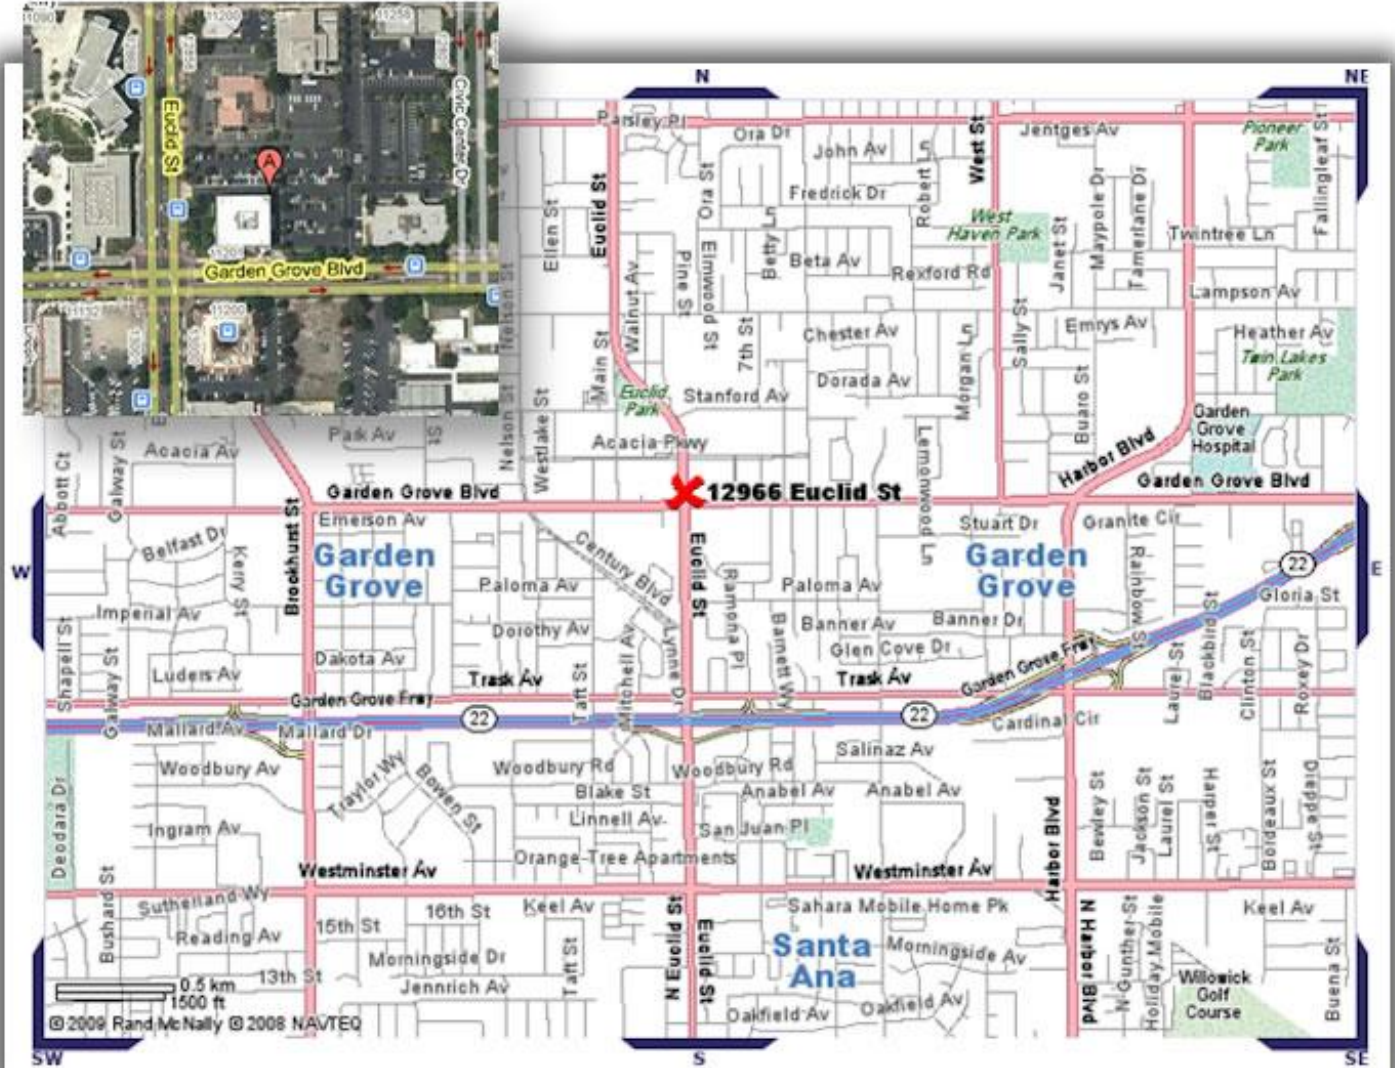 11090
11200
11250
Euclid St
Civic Center Dr
A
Garden Grove Blvd
11200
N
NE
Parsley Pl
Ora Dr
West St
Jentges Av
Pioneer
Park
Fallingleaf St
John Av
Robert Ln
Euclid St
Ora St
Fredrick Dr
Maypole Dr
Tamerlane Dr
Ellen St
Betty Ln
West
Haven Park
Janet St
Twintree Ln
Walnut Av
Pine St
Elmwood St
Beta Av
Rexford Rd
Nelson St
Lampson Av
Main St
7th St
Chester Av
Morgan Ln
Sally St
Emrys Av
Heather Av
Twin Lakes
Park
Dorada Av
Euclid
Park
Stanford Av
Buaro St
Garden
Grove
Hospital
Abbott Ct
Galway St
Acacia Av
Park Av
St
Nelson St
Westlake St
Acacia Pkwy
Lemonwood Ln
Harbor Blvd
Garden Grove Blvd
12966 Euclid St
Garden Grove Blvd
Emerson Av
Stuart Dr
Granite Cir
Belfast Dr
Kerry St
Brookhurst St
Garden
Grove
Century Blvd
Euclid St
Garden
Grove
Rainbow St
22
W
E
Paloma Av
Ramona Pl
Paloma Av
Gloria St
Imperial Av
Dorothy Av
Banner Av
Banner Dr
Barnett Wy
Glen Cove Dr
Blackbird St
Shapell St
Galway St
Luders Av
Dakota Av
Trask Av
Taft St
Mitchell Av
Lynne Dr
Trask Av
Garden Grove Frwy
Laurel St
Clinton St
Roxey Dr
Garden Grove Frwy
22
22
Cardinal Cir
Mallard Av
Mallard Dr
Salinaz Av
Woodbury Av
Traylor Wy
Bowen St
Woodbury Rd
Woodbury Rd
Deodara Dr
Blake St
Anabel Av
Anabel Av
Harbor Blvd
Bewley St
Jackson St
Laurel St
Harper St
Bordeaux St
Dippee St
Ingram Av
Linnell Av
San Juan Pl
Orange Tree Apartments
Westminster Av
Westminster Av
Bushard St
Sutherland Wy
16th St
Keel Av
N Euclid St
Euclid St
Sahara Mobile Home Pk
N Harbor Blvd
N Gunther St
Holiday Mobile
Keel Av
15th St
Reading Av
Morningside Dr
Taft St
Santa
Ana
Morningside Av
Buena St
13th St
Jennrich Av
Oakfield Av
Oakfield Av
Willowick
Golf
Course
0.5 km
1500 ft
© 2009 Rand McNally © 2008 NAVTEQ
SW
S
SE